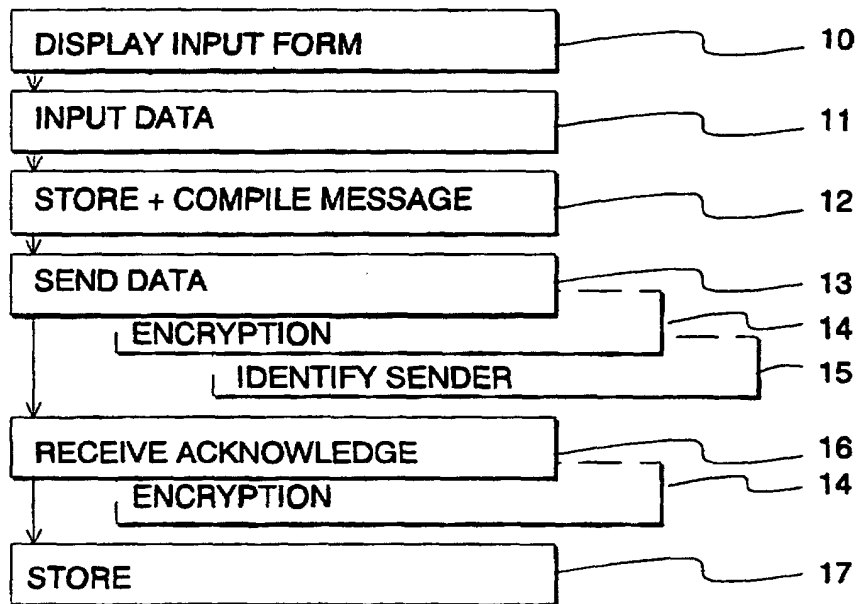 DISPLAY INPUT FORM 10
INPUT DATA 11
STORE + COMPILE MESSAGE 12
SEND DATA 13
ENCRYPTION 14
IDENTIFY SENDER 15
RECEIVE ACKNOWLEDGE 16
ENCRYPTION 14
STORE 17